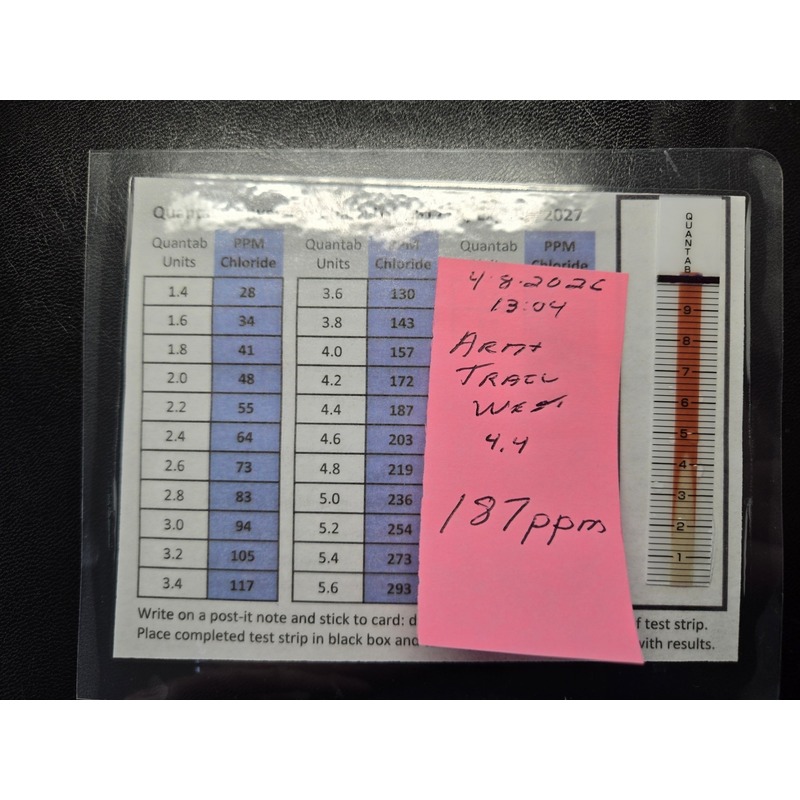 2027
Quantab PPM Quantab PPM Quantab PPM
Units Chloride Units Chloride Chloride
1.4 28 3.6 130
1.6 34 3.8 143
1.8 41 4.0 157
2.0 48 4.2 172
2.2 55 4.4 187
2.4 64 4.6 203
2.6 73 4.8 219
2.8 83 5.0 236
3.0 94 5.2 254
3.2 105 5.4 273
3.4 117 5.6 293
Write on a post-it note and stick to card: of test strip.
Place completed test strip in black box and with results.
4.8.2026
13:04
ARMY
TRAIL
WEST
4.4
187ppm
QUANTAB
9
8
7
6
5
4
3
2
1